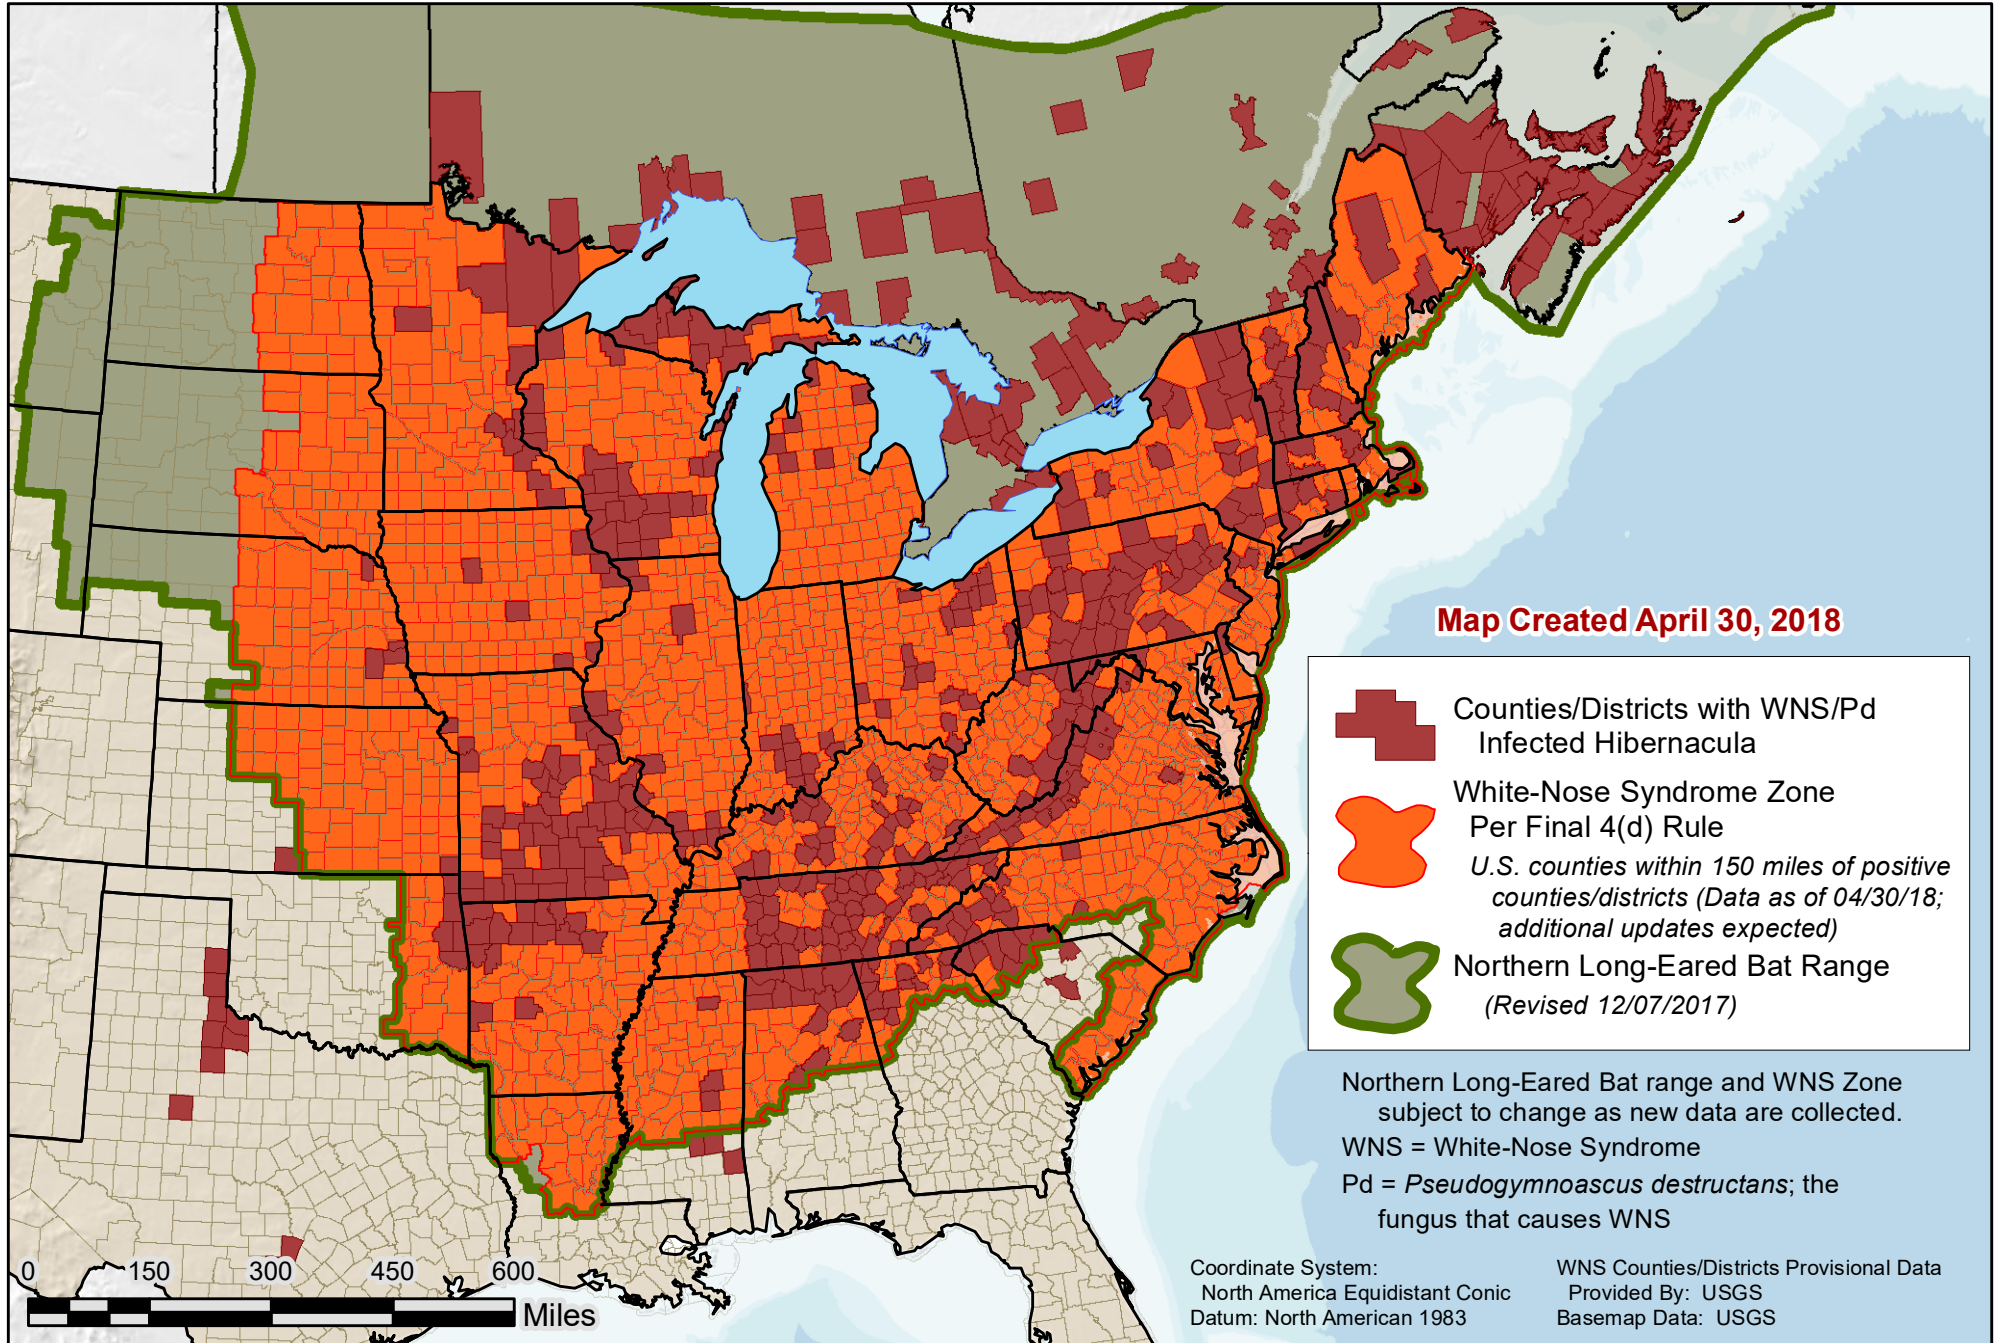 Map Created April 30, 2018
Counties/Districts with WNS/Pd
Infected Hibernacula
White-Nose Syndrome Zone
Per Final 4(d) Rule
U.S. counties within 150 miles of positive
counties/districts (Data as of 04/30/18;
additional updates expected)
Northern Long-Eared Bat Range
(Revised 12/07/2017)
Northern Long-Eared Bat range and WNS Zone
subject to change as new data are collected.
WNS = White-Nose Syndrome
Pd = Pseudogymnoascus destructans; the
fungus that causes WNS
0 150 300 450 600
Miles
Coordinate System:
North America Equidistant Conic
Datum: North American 1983
WNS Counties/Districts Provisional Data
Provided By: USGS
Basemap Data: USGS